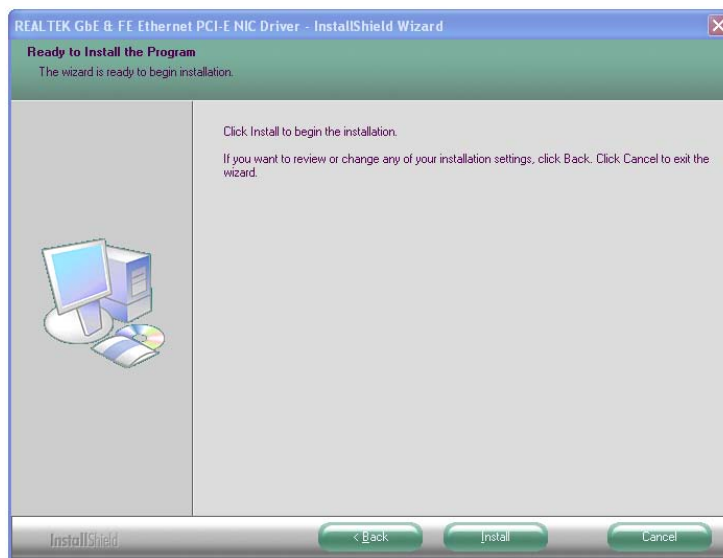 REALTEK GbE & FE Ethernet PCI-E NIC Driver - InstallShield Wizard
Ready to Install the Program
The wizard is ready to begin installation.
Click Install to begin the installation.
If you want to review or change any of your installation settings, click Back. Click Cancel to exit the
wizard.
InstallShield
< Back
Install
Cancel